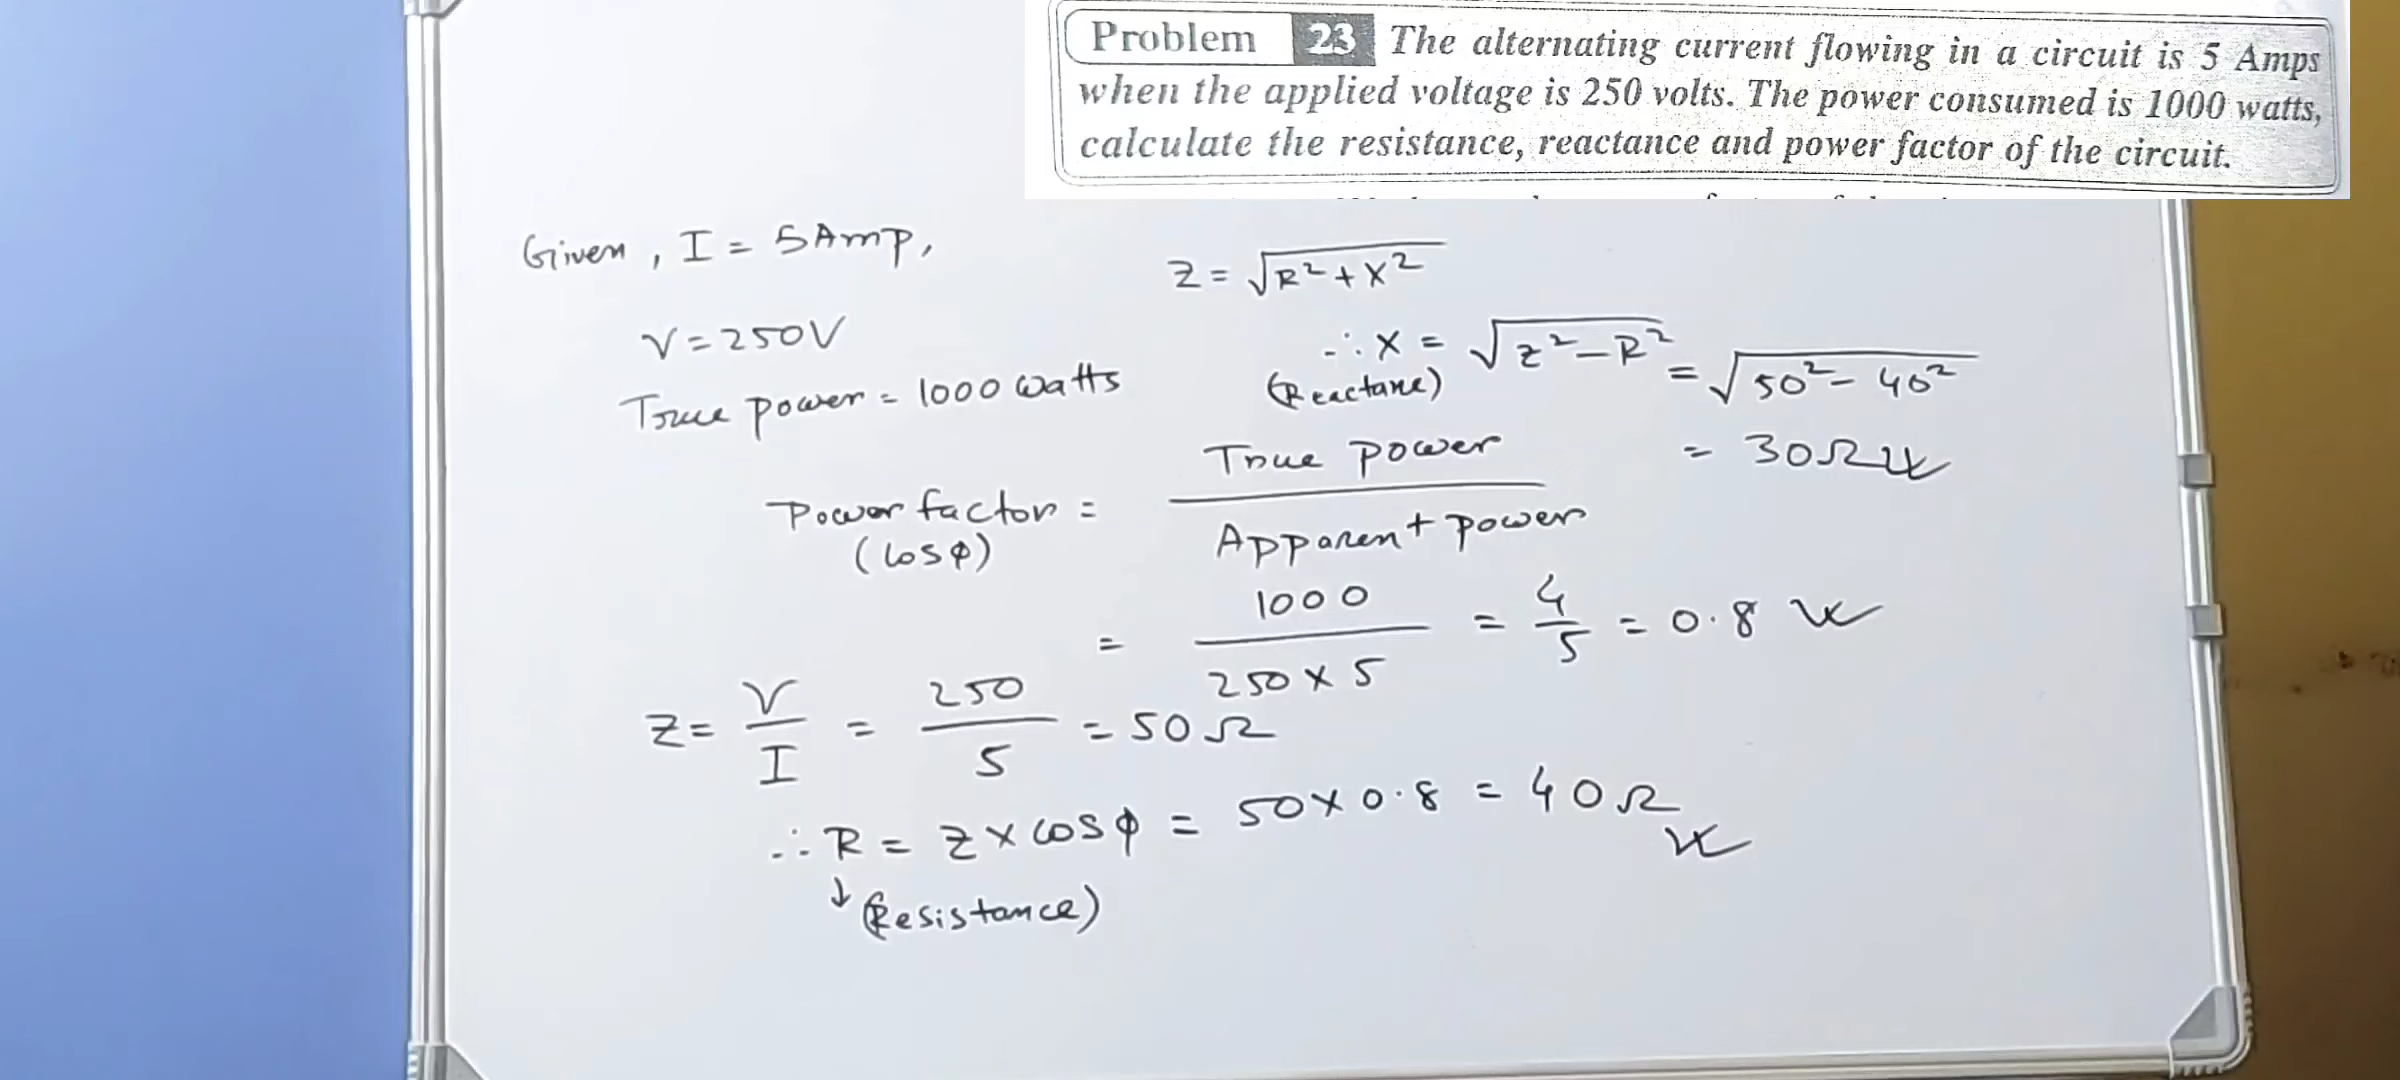 Problem 23 The alternating current flowing in a circuit is 5 Amps
when the applied voltage is 250 volts. The power consumed is 1000 watts,
calculate the resistance, reactance and power factor of the circuit.
Given, I = 5 Amp,
V = 250V
True power = 1000 watts
Power factor = True power / Apparent power
(cosφ)
= 1000 / 250 × 5 = 4/5 = 0.8
Z = V/I = 250/5 = 50Ω
∴ R = Z × cosφ = 50 × 0.8 = 40Ω
↓ (Resistance)
Z = √R² + X²
∴ X = √Z² − R² = √50² − 40²
(Reactane)
= 30Ω